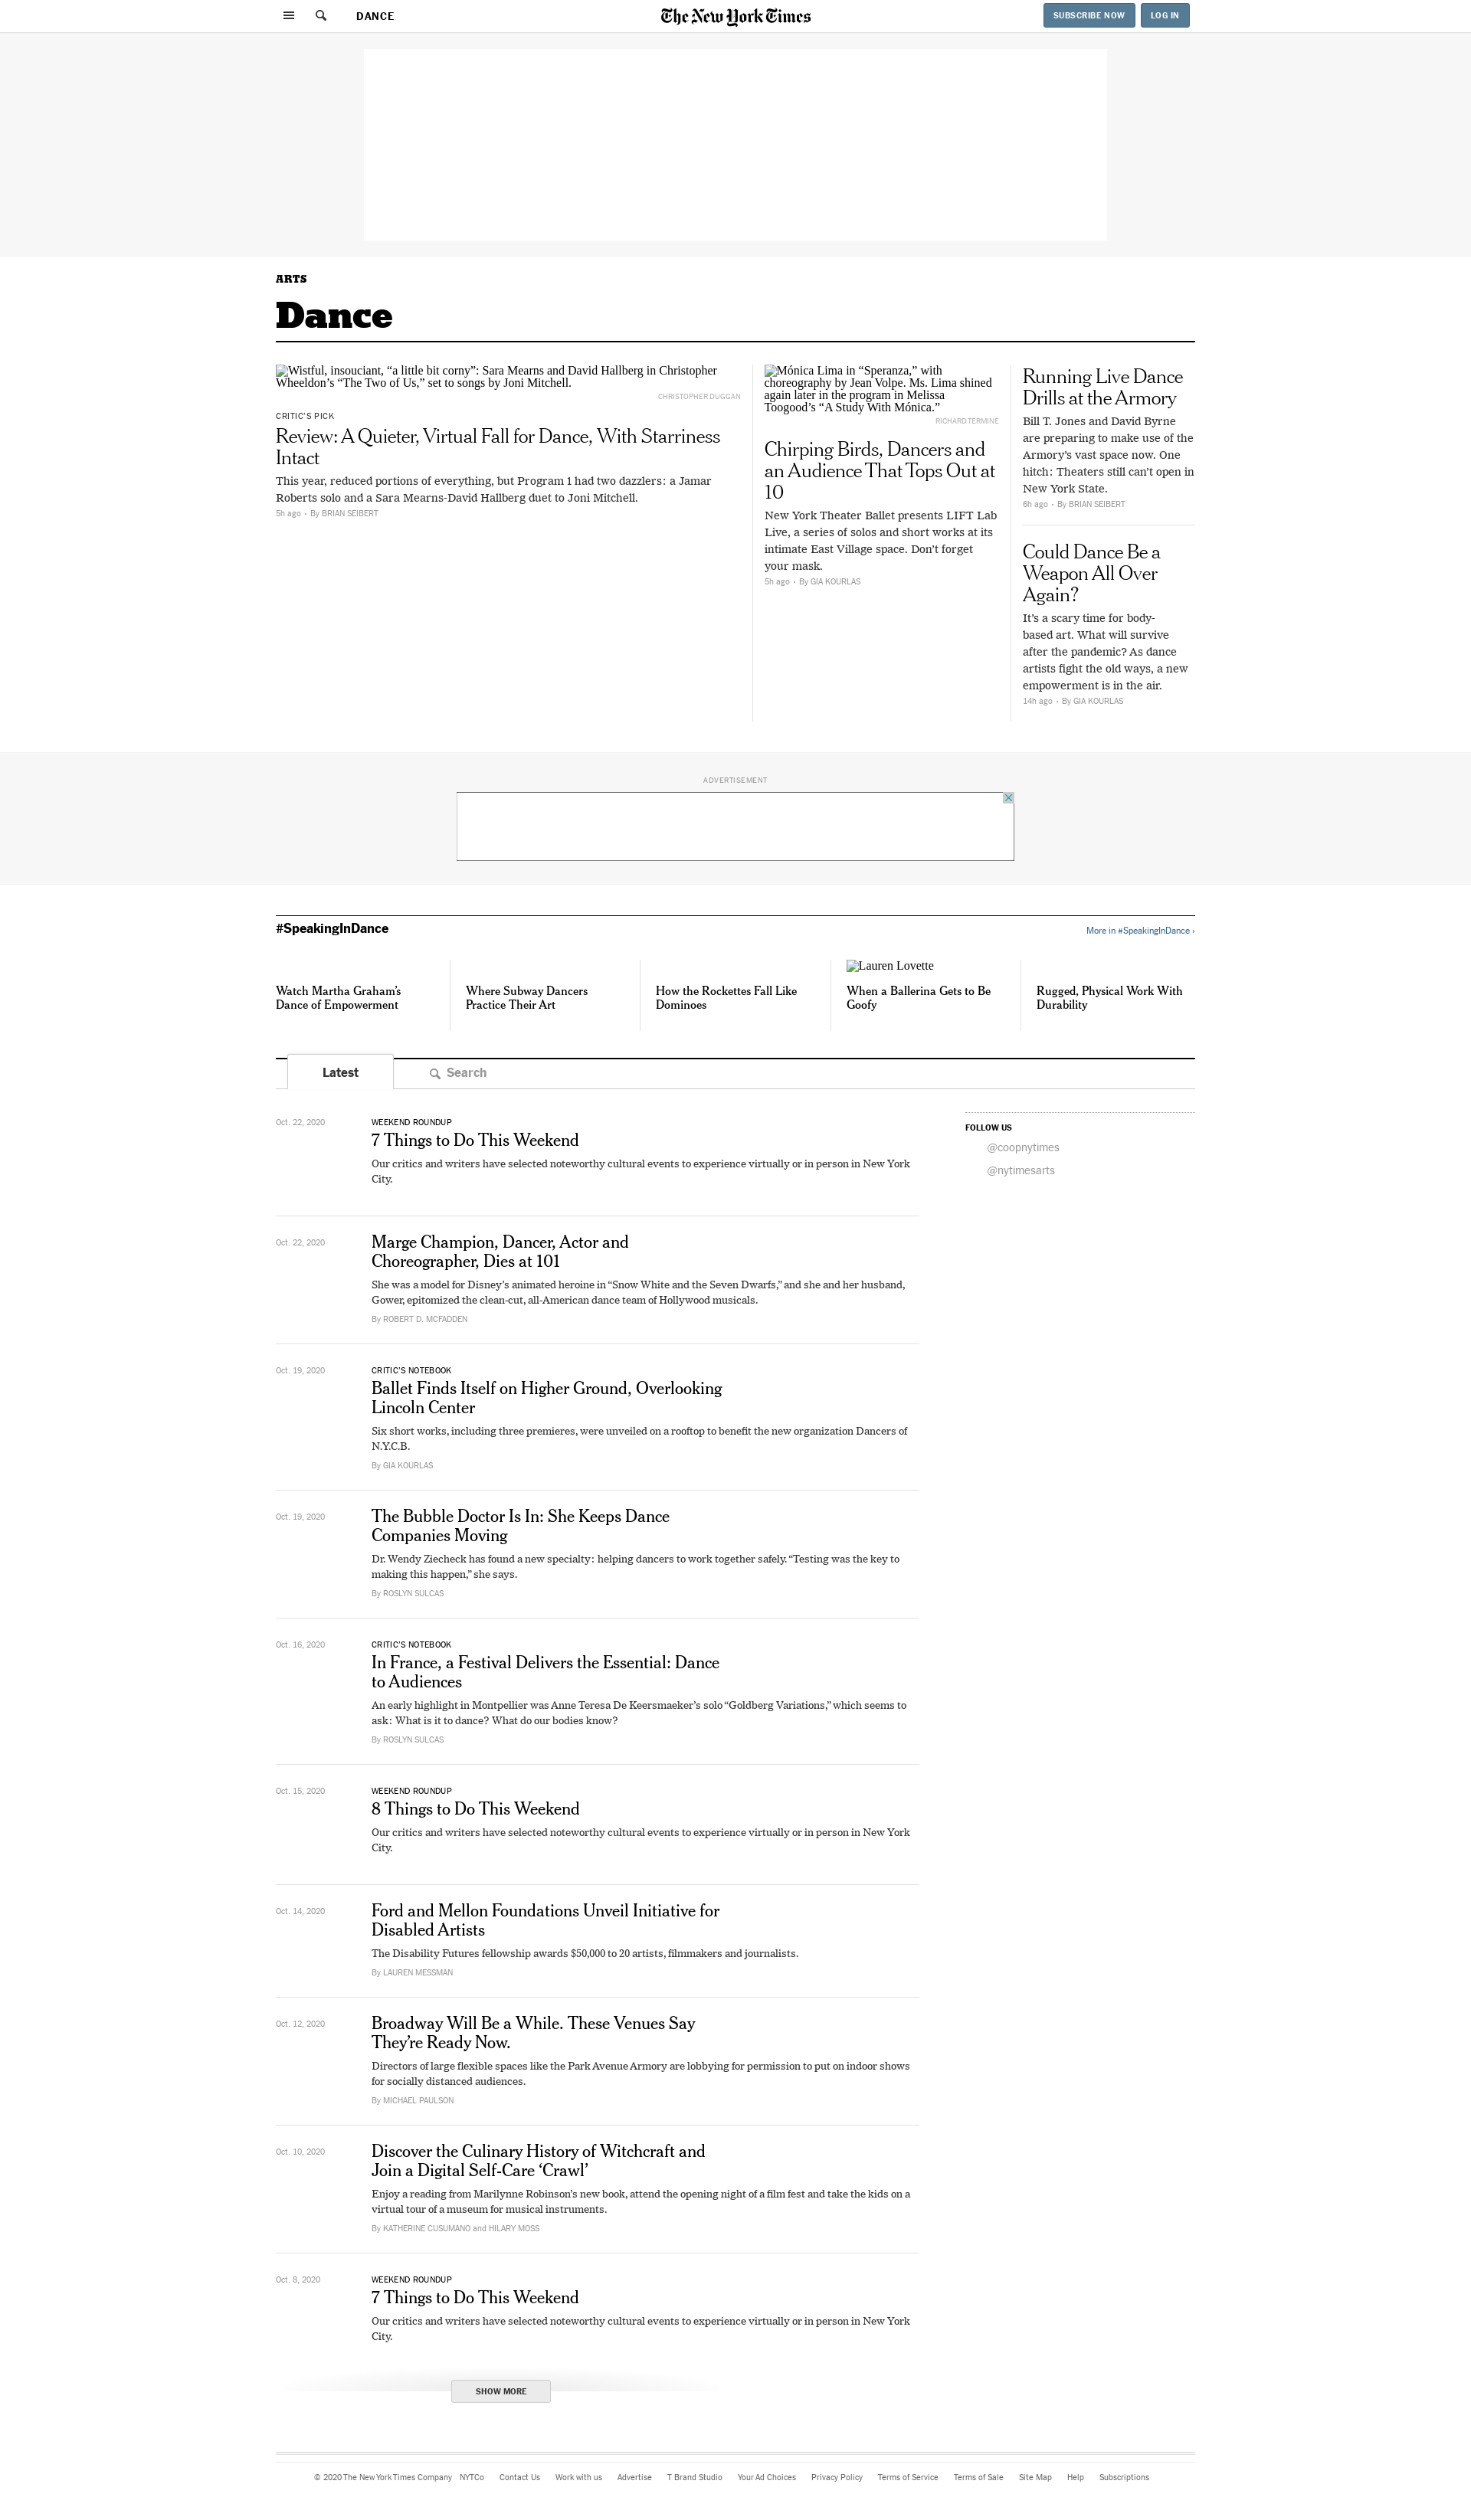 DANCE
The New York Times
SUBSCRIBE NOW
LOG IN
ARTS
Dance
Wistful, insouciant, “a little bit corny”: Sara Mearns and David Hallberg in Christopher
Wheeldon’s “The Two of Us,” set to songs by Joni Mitchell.
CHRISTOPHER DUGGAN
CRITIC’S PICK
Review: A Quieter, Virtual Fall for Dance, With Starriness
Intact
This year, reduced portions of everything, but Program 1 had two dazzlers: a Jamar
Roberts solo and a Sara Mearns-David Hallberg duet to Joni Mitchell.
5h ago • By BRIAN SEIBERT
Mónica Lima in “Speranza,” with
choreography by Jean Volpe. Ms. Lima shined
again later in the program in Melissa
Toogood’s “A Study With Mónica.”
RICHARD TERMINE
Chirping Birds, Dancers and
an Audience That Tops Out at
10
New York Theater Ballet presents LIFT Lab
Live, a series of solos and short works at its
intimate East Village space. Don’t forget
your mask.
5h ago • By GIA KOURLAS
Running Live Dance
Drills at the Armory
Bill T. Jones and David Byrne
are preparing to make use of the
Armory’s vast space now. One
hitch: Theaters still can’t open in
New York State.
6h ago • By BRIAN SEIBERT
Could Dance Be a
Weapon All Over
Again?
It’s a scary time for body-
based art. What will survive
after the pandemic? As dance
artists fight the old ways, a new
empowerment is in the air.
14h ago • By GIA KOURLAS
ADVERTISEMENT
#SpeakingInDance
More in #SpeakingInDance ›
Watch Martha Graham’s
Dance of Empowerment
Where Subway Dancers
Practice Their Art
How the Rockettes Fall Like
Dominoes
Lauren Lovette
When a Ballerina Gets to Be
Goofy
Rugged, Physical Work With
Durability
Latest
Search
Oct. 22, 2020
WEEKEND ROUNDUP
7 Things to Do This Weekend
Our critics and writers have selected noteworthy cultural events to experience virtually or in person in New York
City.
FOLLOW US
@coopnytimes
@nytimesarts
Oct. 22, 2020
Marge Champion, Dancer, Actor and
Choreographer, Dies at 101
She was a model for Disney’s animated heroine in “Snow White and the Seven Dwarfs,” and she and her husband,
Gower, epitomized the clean-cut, all-American dance team of Hollywood musicals.
By ROBERT D. MCFADDEN
Oct. 19, 2020
CRITIC’S NOTEBOOK
Ballet Finds Itself on Higher Ground, Overlooking
Lincoln Center
Six short works, including three premieres, were unveiled on a rooftop to benefit the new organization Dancers of
N.Y.C.B.
By GIA KOURLAS
Oct. 19, 2020
The Bubble Doctor Is In: She Keeps Dance
Companies Moving
Dr. Wendy Ziecheck has found a new specialty: helping dancers to work together safely. “Testing was the key to
making this happen,” she says.
By ROSLYN SULCAS
Oct. 16, 2020
CRITIC’S NOTEBOOK
In France, a Festival Delivers the Essential: Dance
to Audiences
An early highlight in Montpellier was Anne Teresa De Keersmaeker’s solo “Goldberg Variations,” which seems to
ask: What is it to dance? What do our bodies know?
By ROSLYN SULCAS
Oct. 15, 2020
WEEKEND ROUNDUP
8 Things to Do This Weekend
Our critics and writers have selected noteworthy cultural events to experience virtually or in person in New York
City.
Oct. 14, 2020
Ford and Mellon Foundations Unveil Initiative for
Disabled Artists
The Disability Futures fellowship awards $50,000 to 20 artists, filmmakers and journalists.
By LAUREN MESSMAN
Oct. 12, 2020
Broadway Will Be a While. These Venues Say
They’re Ready Now.
Directors of large flexible spaces like the Park Avenue Armory are lobbying for permission to put on indoor shows
for socially distanced audiences.
By MICHAEL PAULSON
Oct. 10, 2020
Discover the Culinary History of Witchcraft and
Join a Digital Self-Care ‘Crawl’
Enjoy a reading from Marilynne Robinson’s new book, attend the opening night of a film fest and take the kids on a
virtual tour of a museum for musical instruments.
By KATHERINE CUSUMANO and HILARY MOSS
Oct. 8, 2020
WEEKEND ROUNDUP
7 Things to Do This Weekend
Our critics and writers have selected noteworthy cultural events to experience virtually or in person in New York
City.
SHOW MORE
© 2020 The New York Times Company NYTCo Contact Us Work with us Advertise T Brand Studio Your Ad Choices Privacy Policy Terms of Service Terms of Sale Site Map Help Subscriptions